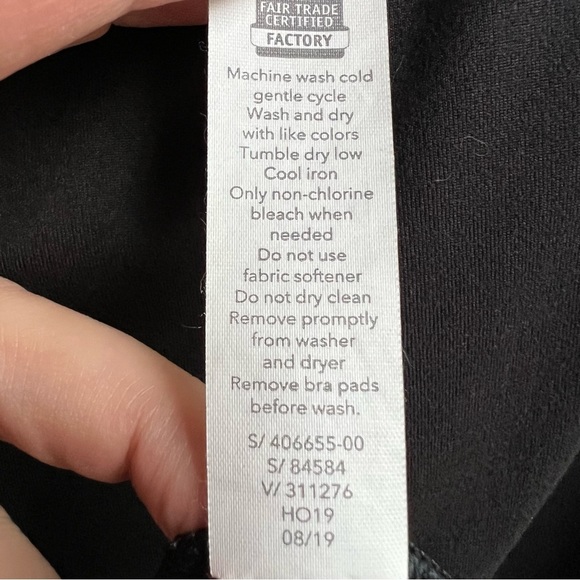 FAIR TRADE
CERTIFIED
FACTORY
Machine wash cold
gentle cycle
Wash and dry
with like colors
Tumble dry low
Cool iron
Only non-chlorine
bleach when
needed
Do not use
fabric softener
Do not dry clean
Remove promptly
from washer
and dryer
Remove bra pads
before wash.
S/ 406655-00
S/ 84584
V/ 311276
HO19
08/19